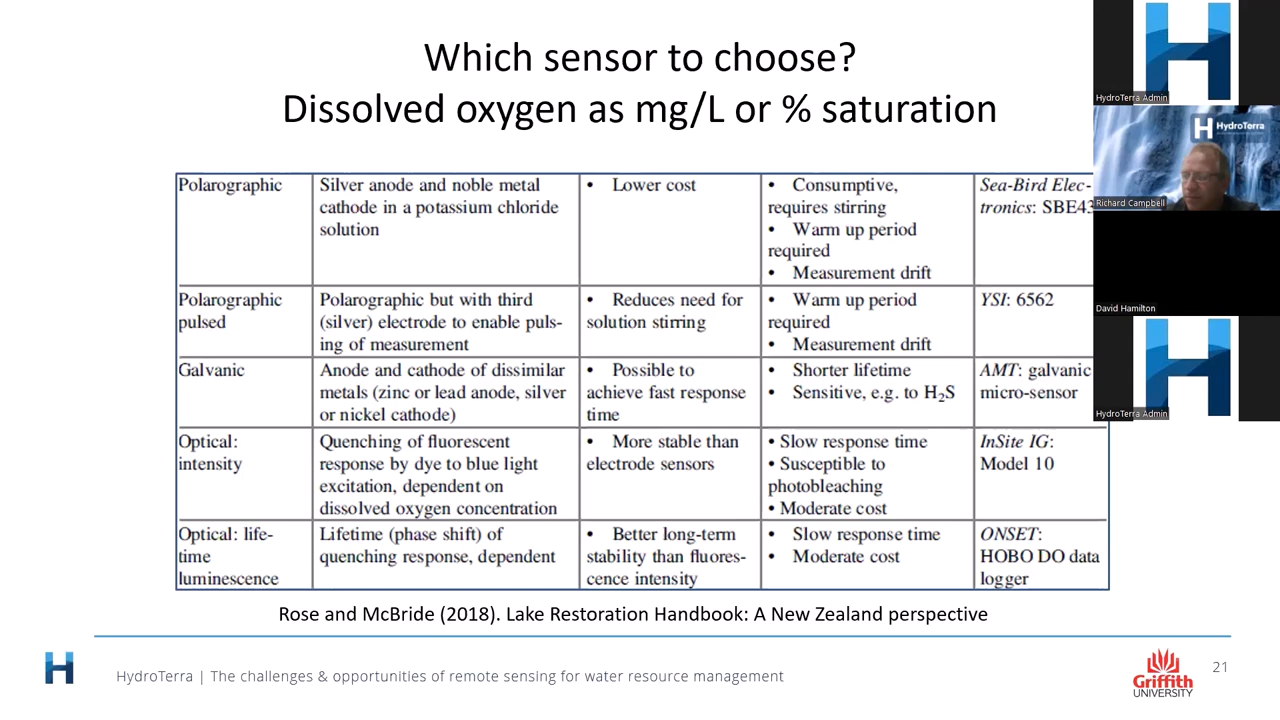 Which sensor to choose?
Dissolved oxygen as mg/L or % saturation
Polarographic
Silver anode and noble metal
cathode in a potassium chloride
solution
• Lower cost
• Consumptive,
requires stirring
• Warm up period
required
• Measurement drift
Sea-Bird Elec-
tronics: SBE43
Polarographic
pulsed
Polarographic but with third
(silver) electrode to enable puls-
ing of measurement
• Reduces need for
solution stirring
• Warm up period
required
• Measurement drift
YSI: 6562
Galvanic
Anode and cathode of dissimilar
metals (zinc or lead anode, silver
or nickel cathode)
• Possible to
achieve fast response
time
• Shorter lifetime
• Sensitive, e.g. to H₂S
AMT: galvanic
micro-sensor
Optical:
intensity
Quenching of fluorescent
response by dye to blue light
excitation, dependent on
dissolved oxygen concentration
• More stable than
electrode sensors
• Slow response time
• Susceptible to
photobleaching
• Moderate cost
InSite IG:
Model 10
Optical: life-
time
luminescence
Lifetime (phase shift) of
quenching response, dependent
• Better long-term
stability than fluores-
cence intensity
• Slow response time
• Moderate cost
ONSET:
HOBO DO data
logger
Rose and McBride (2018). Lake Restoration Handbook: A New Zealand perspective
HydroTerra | The challenges & opportunities of remote sensing for water resource management
Griffith
UNIVERSITY
21
HydroTerra Admin
HydroTerra
Richard Campbell
David Hamilton
HydroTerra Admin